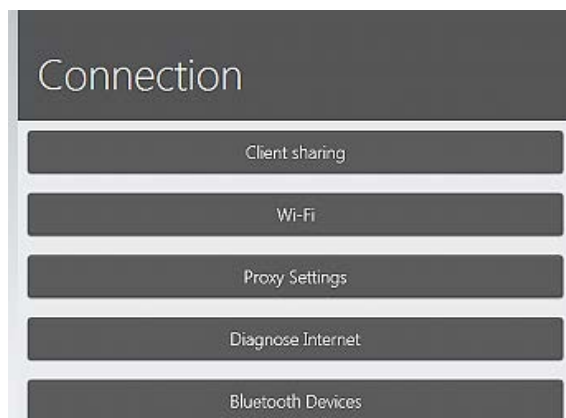 Connection
Client sharing
Wi-Fi
Proxy Settings
Diagnose Internet
Bluetooth Devices